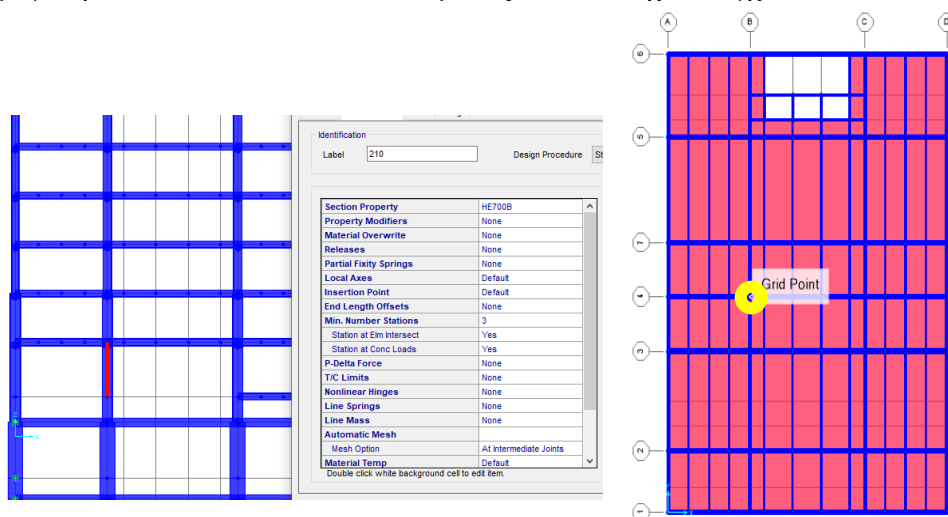 Identification
Label 210 Design Procedure St
Section Property HE700B
Property Modifiers None
Material Overwrite None
Releases None
Partial Fixity Springs None
Local Axes Default
Insertion Point Default
End Length Offsets None
Min. Number Stations 3
Station at Elm Intersect Yes
Station at Conc Loads Yes
P-Delta Force None
T/C Limits None
Nonlinear Hinges None
Line Springs None
Line Mass None
Automatic Mesh
Mesh Option At Intermediate Joints
Material Temp Default
Double click white background cell to edit item.
A B C D
6
5
4
Grid Point
3
2
1